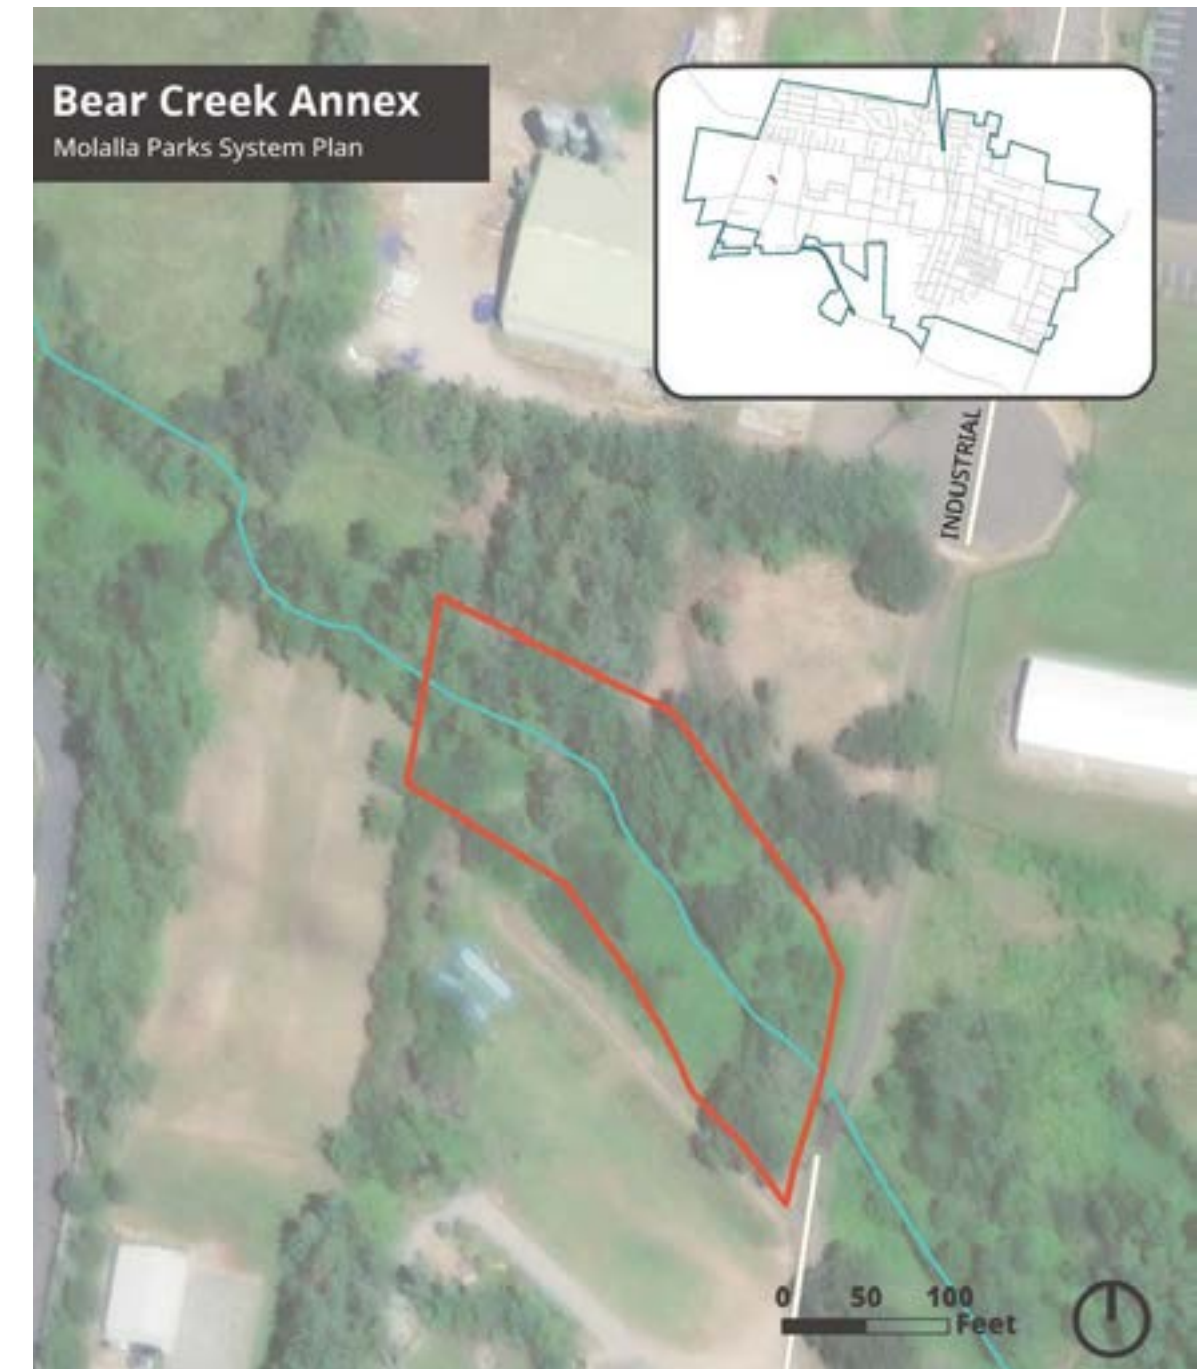 Bear Creek Annex
Molalla Parks System Plan
INDUSTRIAL
0 50 100
Feet